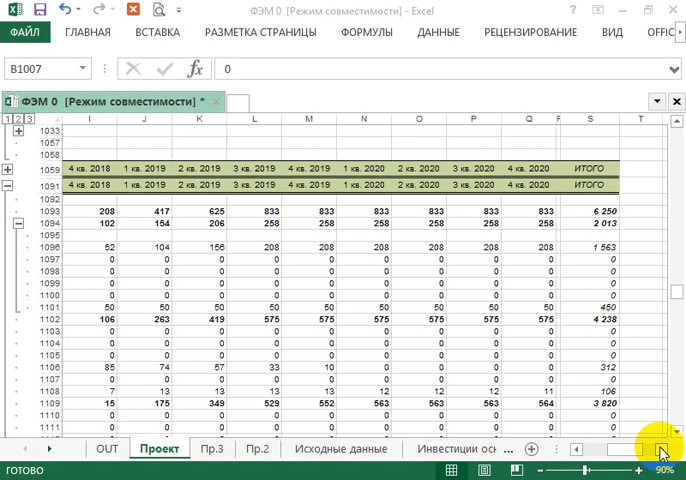 ФЭМ 0 [Режим совместимости] - Excel
ФАЙЛ ГЛАВНАЯ ВСТАВКА РАЗМЕТКА СТРАНИЦЫ ФОРМУЛЫ ДАННЫЕ РЕЦЕНЗИРОВАНИЕ ВИД OFFIC
B1007 fx 0
ФЭМ 0 [Режим совместимости] *
1 2 3 I J K L M N O P Q F S T
1033
1057
1058
1059 4 кв. 2018 1 кв. 2019 2 кв. 2019 3 кв. 2019 4 кв. 2019 1 кв. 2020 2 кв. 2020 3 кв. 2020 4 кв. 2020 ИТОГО
1091 4 кв. 2018 1 кв. 2019 2 кв. 2019 3 кв. 2019 4 кв. 2019 1 кв. 2020 2 кв. 2020 3 кв. 2020 4 кв. 2020 ИТОГО
1092
1093 208 417 625 833 833 833 833 833 833 6 250
1094 102 154 206 258 258 258 258 258 258 2 013
1095
1096 52 104 156 208 208 208 208 208 208 1 563
1097 0 0 0 0 0 0 0 0 0 0
1098 0 0 0 0 0 0 0 0 0 0
1099 0 0 0 0 0 0 0 0 0 0
1100 0 0 0 0 0 0 0 0 0 0
1101 50 50 50 50 50 50 50 50 50 450
1102 106 263 419 575 575 575 575 575 575 4 238
1103 0 0 0 0 0 0 0 0 0 0
1104 0 0 0 0 0 0 0 0 0 0
1105 0 0 0 0 0 0 0 0 0 0
1106 85 74 57 33 10 0 0 0 0 312
1107 0 0 0 0 0 0 0 0 0 0
1108 7 13 13 13 13 12 12 12 11 106
1109 15 175 349 529 552 563 563 563 564 3 820
1110 0 0 0 0 0 0 0 0 0 0
1111 0 0 0 0 0 0 0 0 0 0
OUT Проект Пр.3 Пр.2 Исходные данные Инвестиции осн ...
ГОТОВО 90%